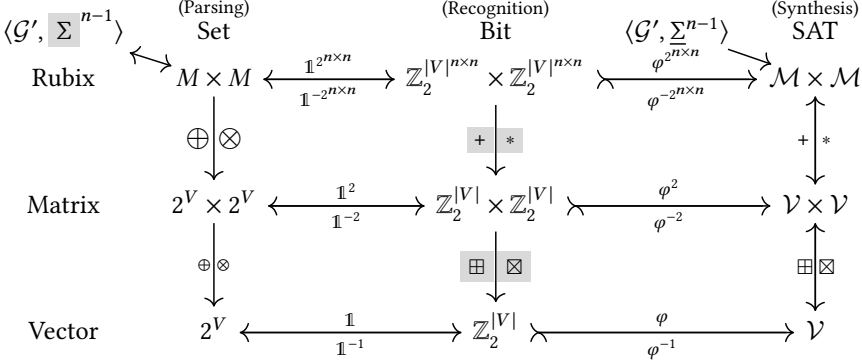 (Parsing) (Recognition) (Synthesis)
⟨𝒢′, Σⁿ⁻¹⟩ Set Bit ⟨𝒢′, Σ̲ⁿ⁻¹⟩ SAT
Rubix M × M 𝟙^{2^{n×n}} 𝟙^{−2^{n×n}} ℤ₂^{|V|^{n×n}} × ℤ₂^{|V|^{n×n}} φ^{2^{n×n}} φ^{−2^{n×n}} ℳ × ℳ
⊕ ⊗ + * + *
Matrix 2^V × 2^V 𝟙² 𝟙⁻² ℤ₂^{|V|} × ℤ₂^{|V|} φ² φ⁻² 𝒱 × 𝒱
⊕ ⊗ ⊞ ⊠ ⊞ ⊠
Vector 2^V 𝟙 𝟙⁻¹ ℤ₂^{|V|} φ φ⁻¹ 𝒱